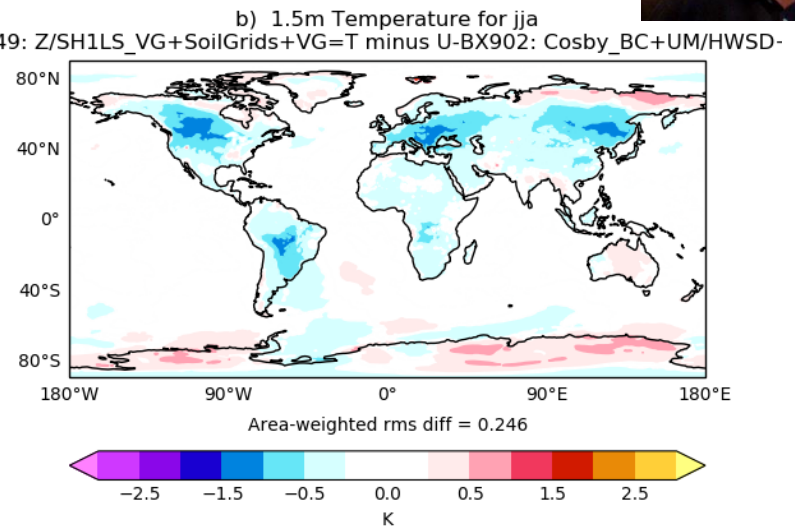 b) 1.5m Temperature for jja
49: Z/SH1LS_VG+SoilGrids+VG=T minus U-BX902: Cosby_BC+UM/HWSD-
80°N
40°N
0°
40°S
80°S
180°W 90°W 0° 90°E 180°E
Area-weighted rms diff = 0.246
−2.5 −1.5 −0.5 0.0 0.5 1.5 2.5
K